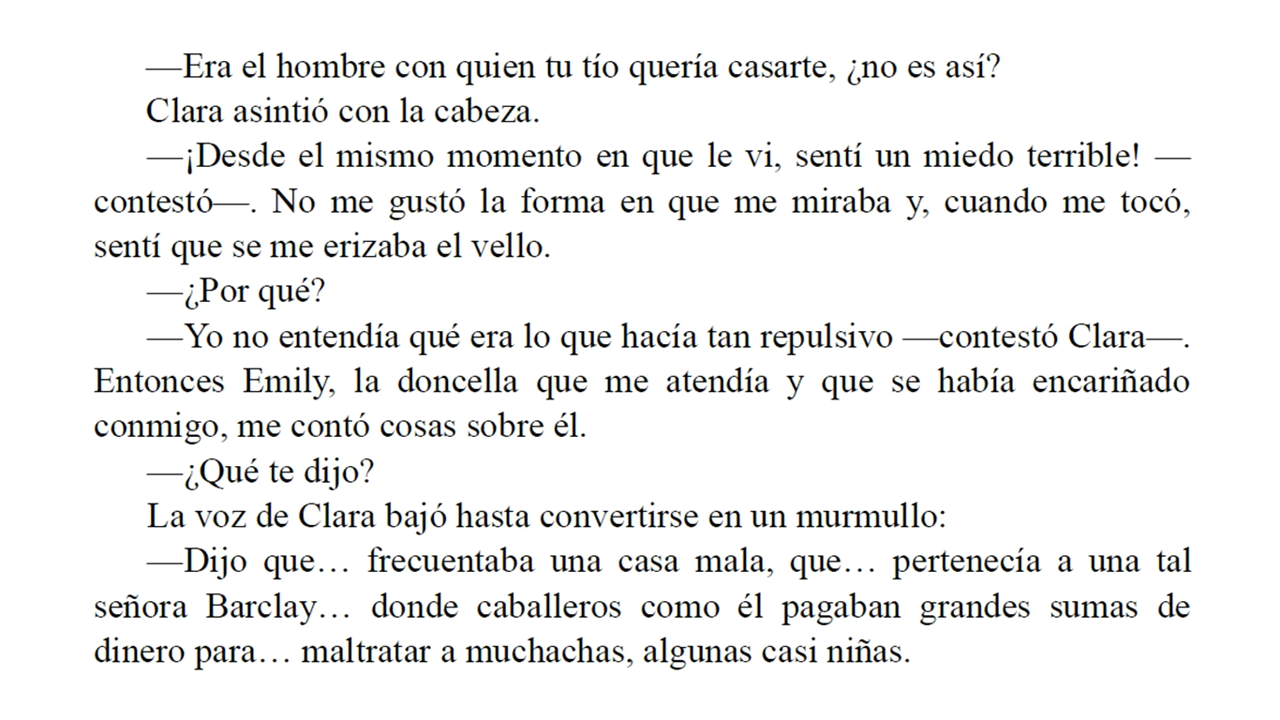 —Era el hombre con quien tu tío quería casarte, ¿no es así?
Clara asintió con la cabeza.
—¡Desde el mismo momento en que le vi, sentí un miedo terrible! —
contestó—. No me gustó la forma en que me miraba y, cuando me tocó,
sentí que se me erizaba el vello.
—¿Por qué?
—Yo no entendía qué era lo que hacía tan repulsivo —contestó Clara—.
Entonces Emily, la doncella que me atendía y que se había encariñado
conmigo, me contó cosas sobre él.
—¿Qué te dijo?
La voz de Clara bajó hasta convertirse en un murmullo:
—Dijo que… frecuentaba una casa mala, que… pertenecía a una tal
señora Barclay… donde caballeros como él pagaban grandes sumas de
dinero para… maltratar a muchachas, algunas casi niñas.